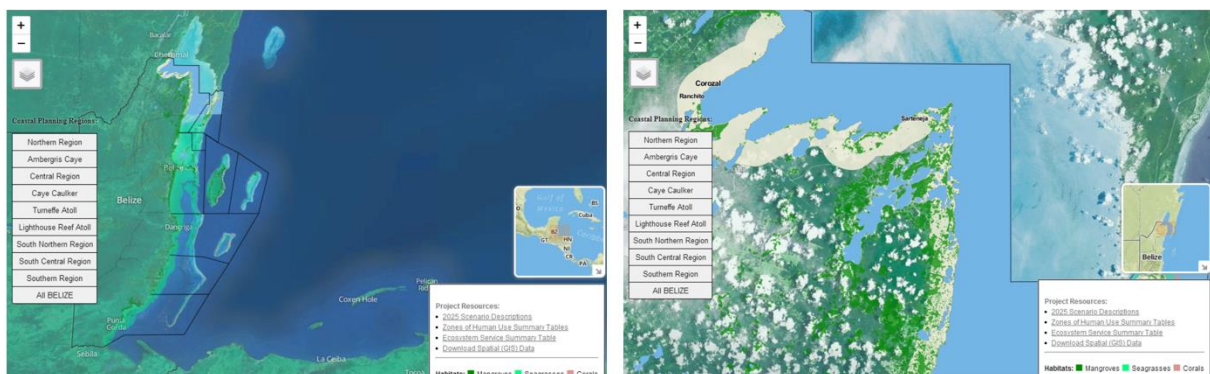 +
−
Bacalar
Chetumal
Coastal Planning Regions:
Northern Region
Ambergris Caye
Central Region
Caye Caulker
Turneffe Atoll
Lighthouse Reef Atoll
South Northern Region
South Central Region
Southern Region
All BELIZE
Belize
Dangriga
Punta Gorda
Sebila
Coxen Hole
La Ceiba
Gulf of Mexico
Cuba
BS
BZ
GT
HN
NI
CR
PA
Project Resources:
• 2025 Scenario Descriptions
• Zones of Human Use Summary Tables
• Ecosystem Service Summary Table
• Download Spatial (GIS) Data
Habitats: Mangroves Seagrasses Corals
+
−
Corozal
Ranchito
Sarteneja
Coastal Planning Regions:
Northern Region
Ambergris Caye
Central Region
Caye Caulker
Turneffe Atoll
Lighthouse Reef Atoll
South Northern Region
South Central Region
Southern Region
All BELIZE
Belize
Project Resources:
• 2025 Scenario Descriptions
• Zones of Human Use Summary Tables
• Ecosystem Service Summary Table
• Download Spatial (GIS) Data
Habitats: Mangroves Seagrasses Corals